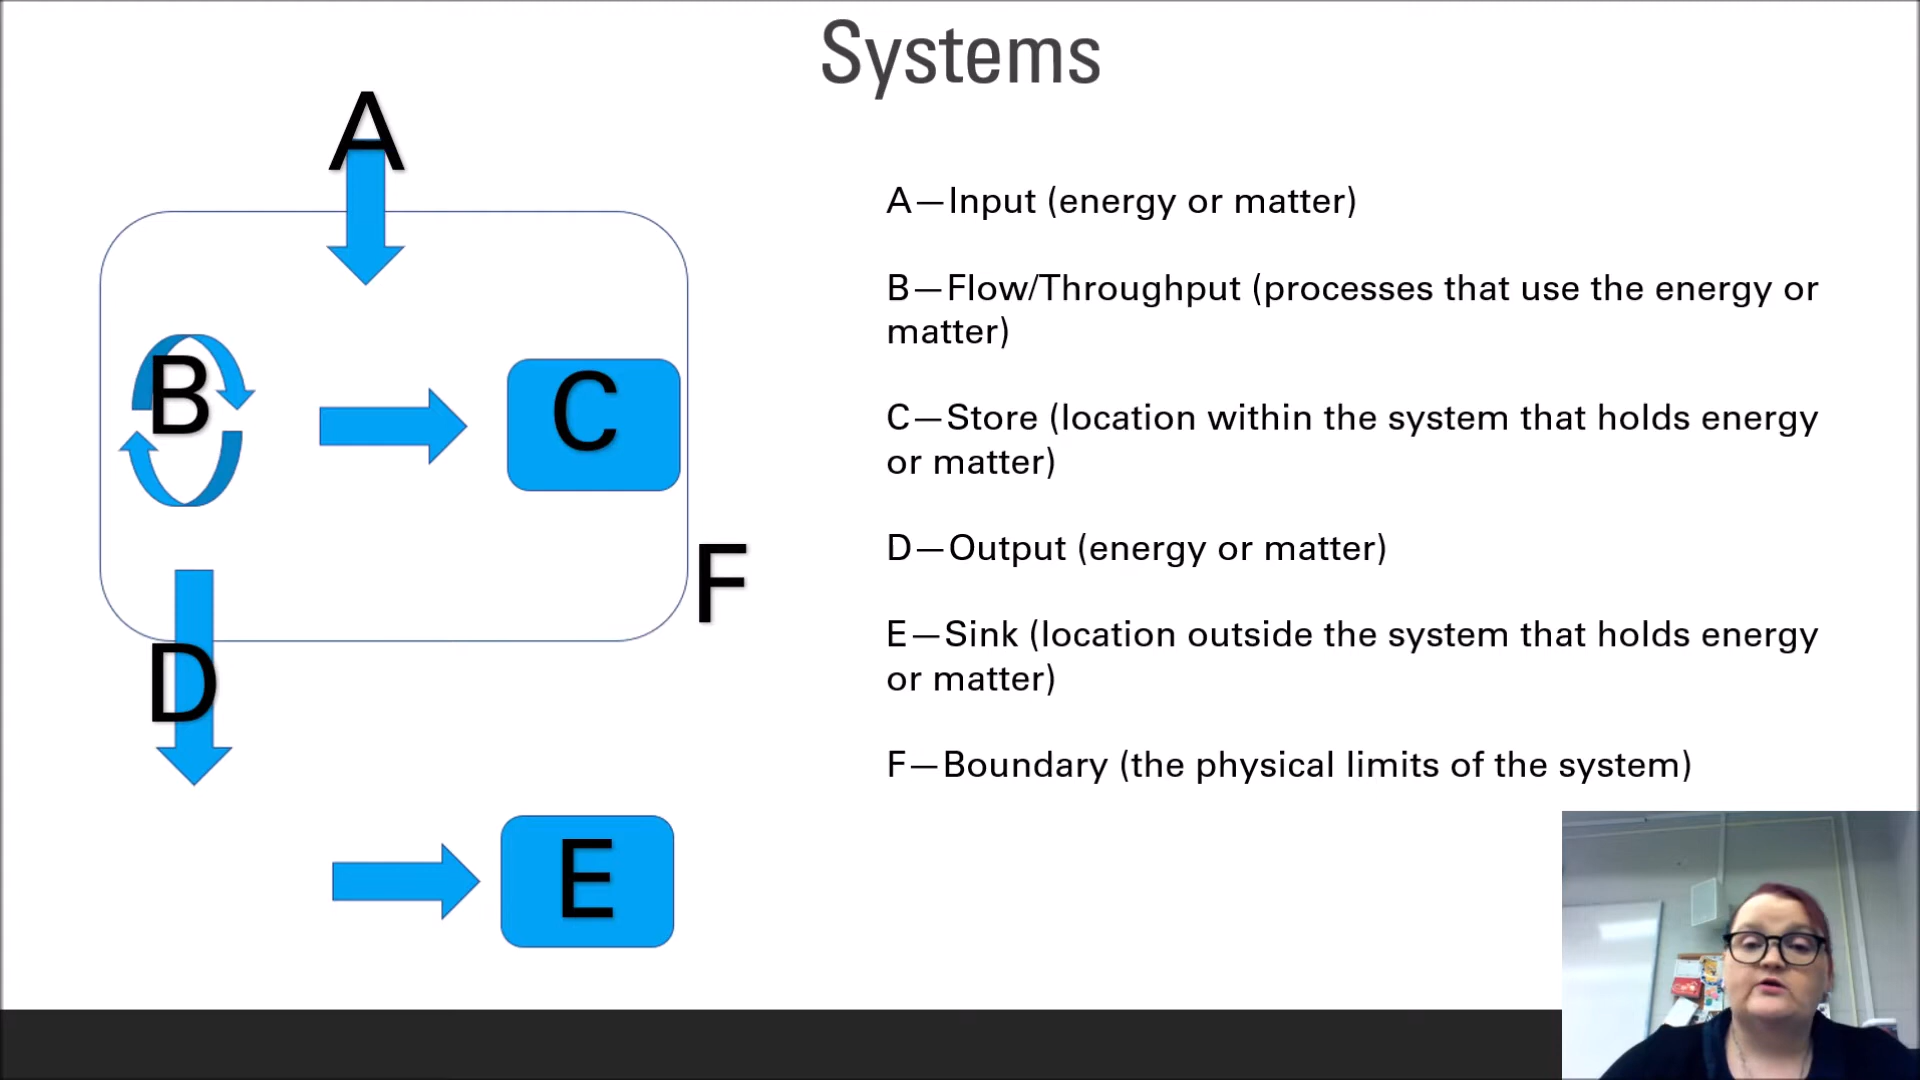 Systems
A
B
C
F
D
E
A—Input (energy or matter)
B—Flow/Throughput (processes that use the energy or
matter)
C—Store (location within the system that holds energy
or matter)
D—Output (energy or matter)
E—Sink (location outside the system that holds energy
or matter)
F—Boundary (the physical limits of the system)